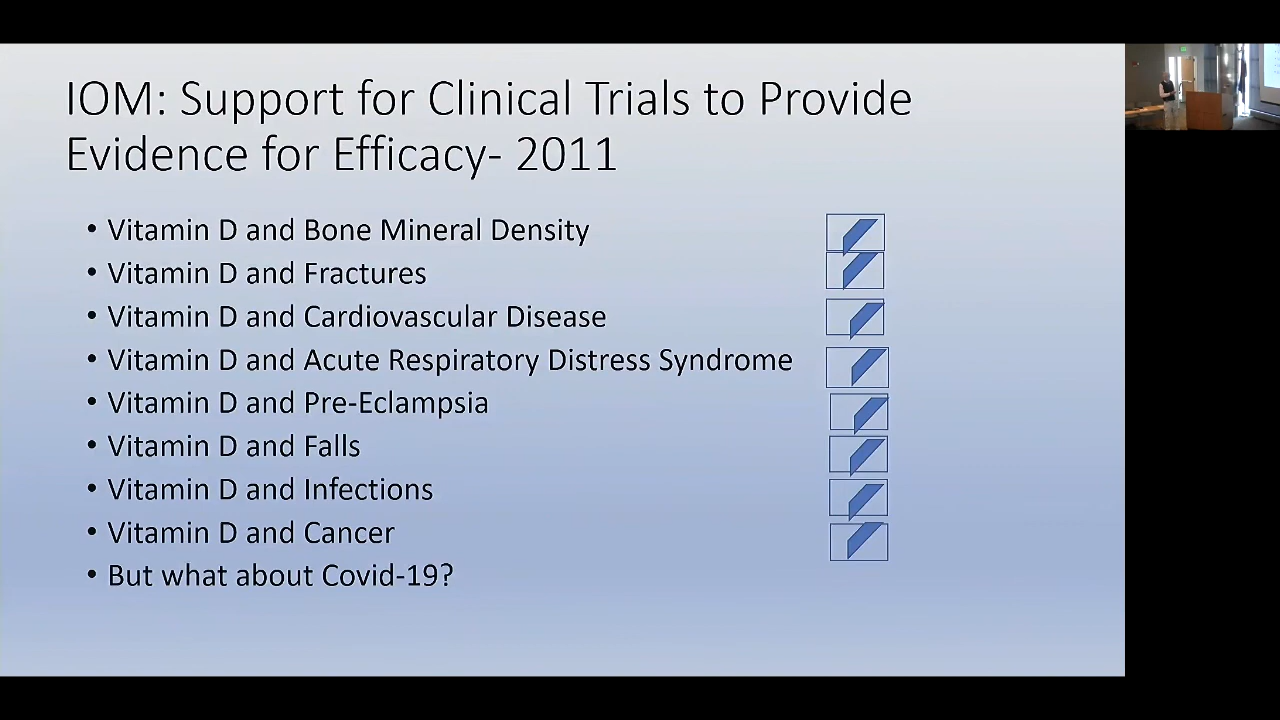 IOM: Support for Clinical Trials to Provide
Evidence for Efficacy- 2011
• Vitamin D and Bone Mineral Density
• Vitamin D and Fractures
• Vitamin D and Cardiovascular Disease
• Vitamin D and Acute Respiratory Distress Syndrome
• Vitamin D and Pre-Eclampsia
• Vitamin D and Falls
• Vitamin D and Infections
• Vitamin D and Cancer
• But what about Covid-19?